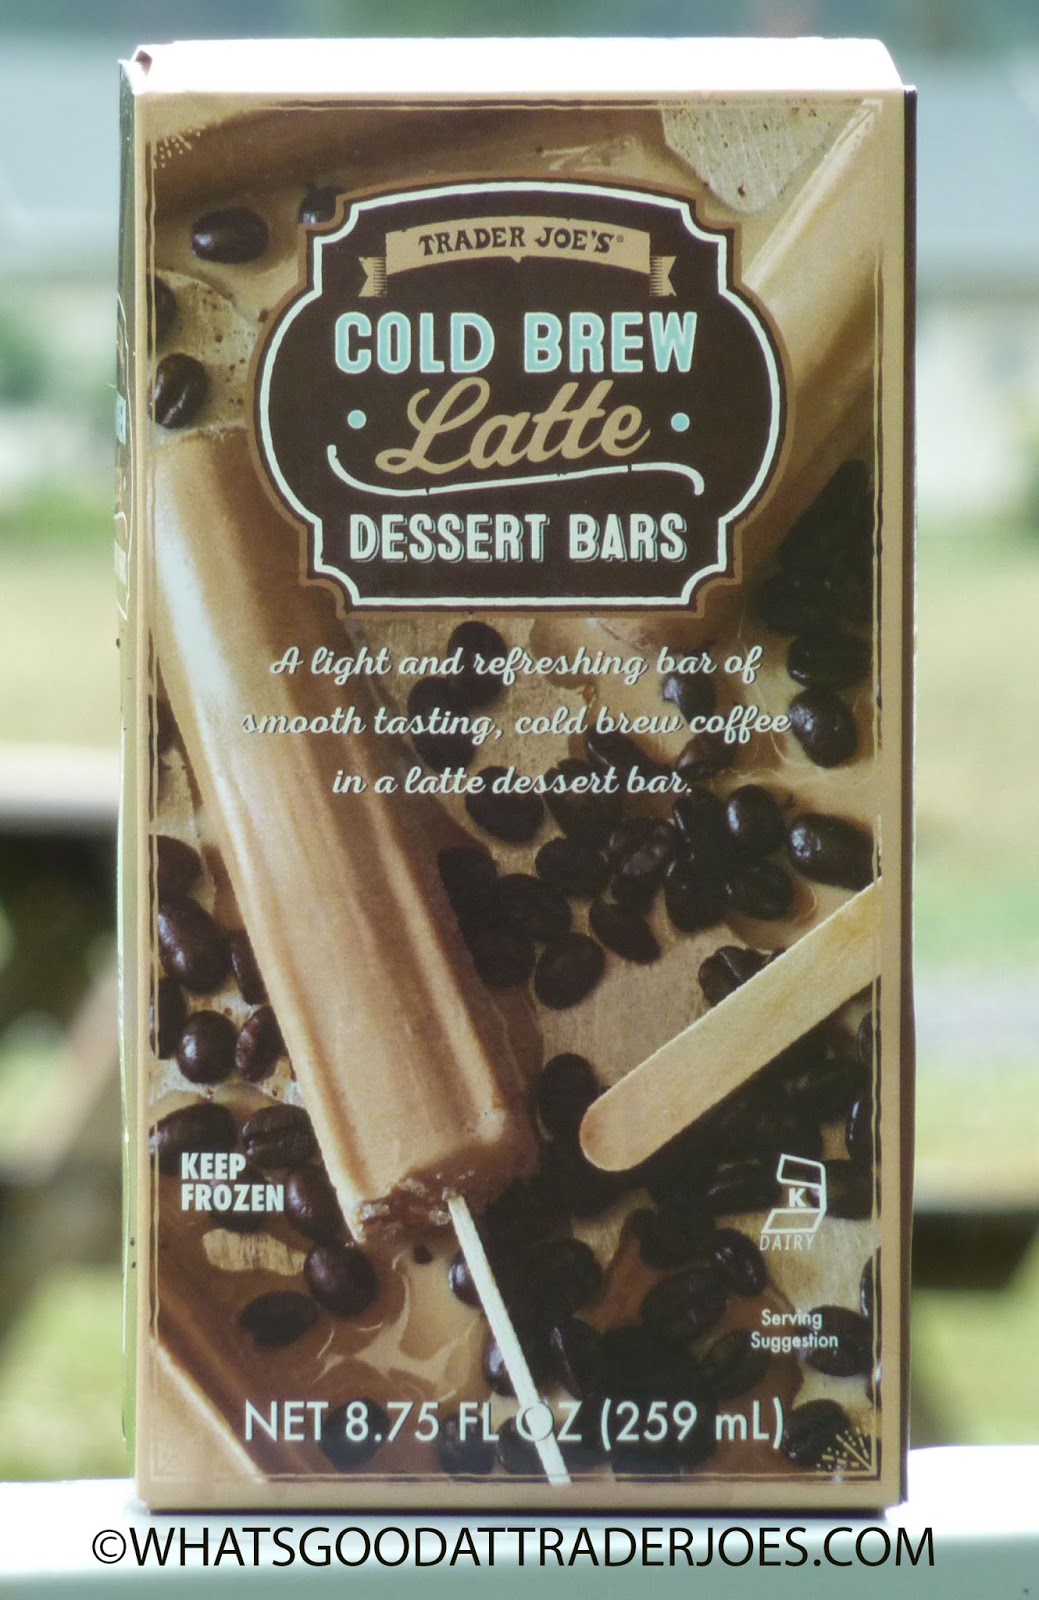 TRADER JOE'S®
COLD BREW
Latte
DESSERT BARS
A light and refreshing bar of
smooth tasting, cold brew coffee
in a latte dessert bar.
KEEP
FROZEN
K
DAIRY
Serving
Suggestion
NET 8.75 FL OZ (259 mL)
©WHATSGOODATTRADERJOES.COM